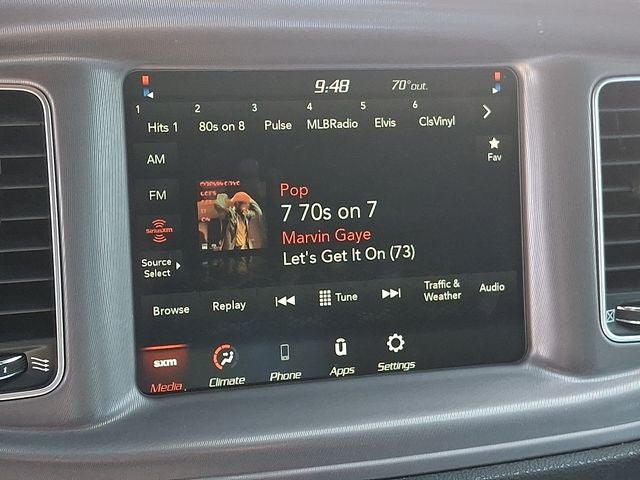 9:48 70°out.
1 2 3 4 5 6
Hits 1 80s on 8 Pulse MLBRadio Elvis ClsVinyl
AM
Fav
FM
Pop
7 70s on 7
SiriusXM
Marvin Gaye
Let's Get It On (73)
Source
Select
Browse Replay Tune Traffic &
Weather Audio
sxm
Media Climate Phone Apps Settings